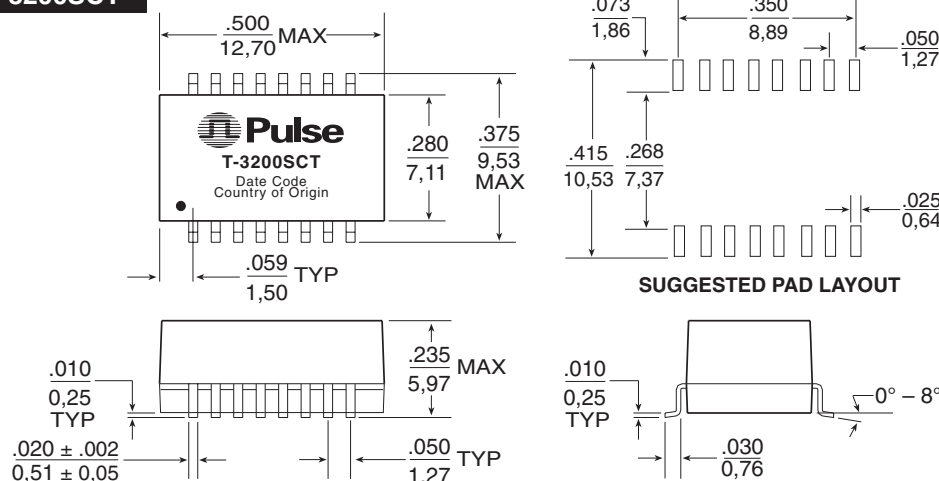 3200SCT
.500
12,70
MAX
Pulse
T-3200SCT
Date Code
Country of Origin
.280
7,11
.375
9,53
MAX
.059
1,50
TYP
.073
1,86
.350
8,89
.050
1,27
.415
10,53
.268
7,37
.025
0,64
SUGGESTED PAD LAYOUT
.010
0,25
TYP
.235
5,97
MAX
.020 ± .002
0,51 ± 0,05
.050
1,27
TYP
.010
0,25
TYP
0° – 8°
.030
0,76